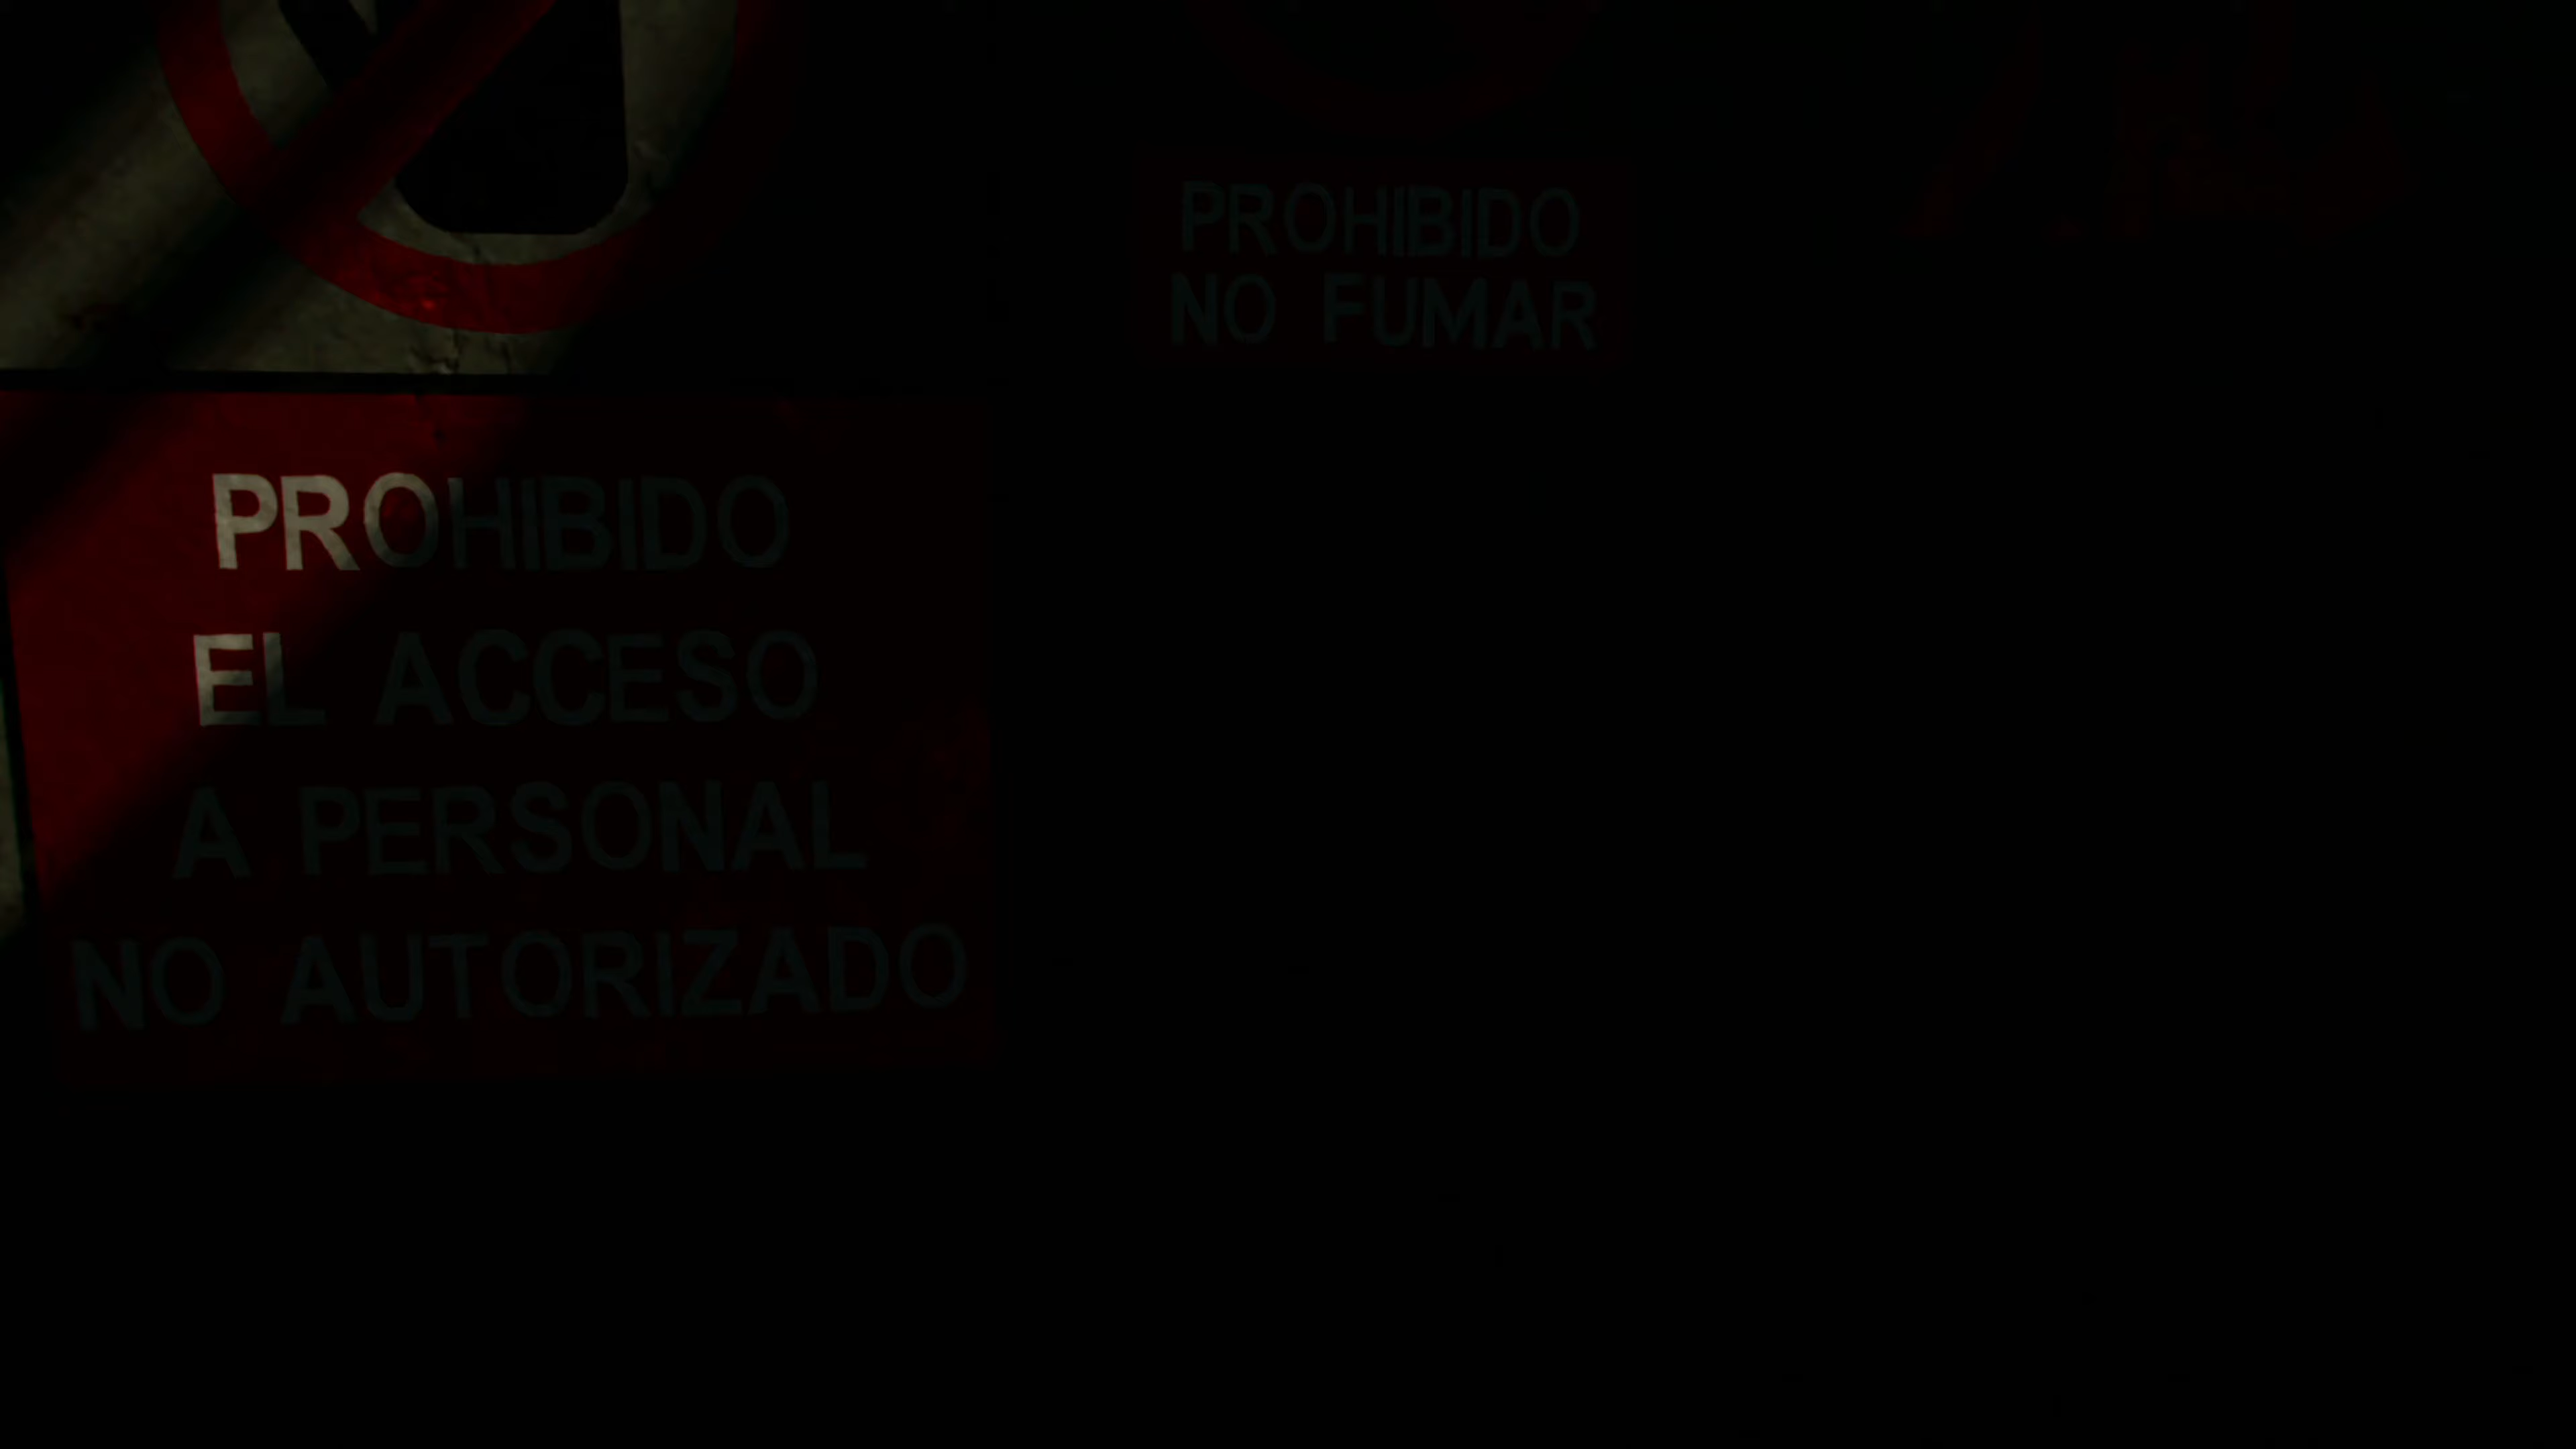 PROHIBIDO
EL ACCESO
A PERSONAL
NO AUTORIZADO
PROHIBIDO
NO FUMAR